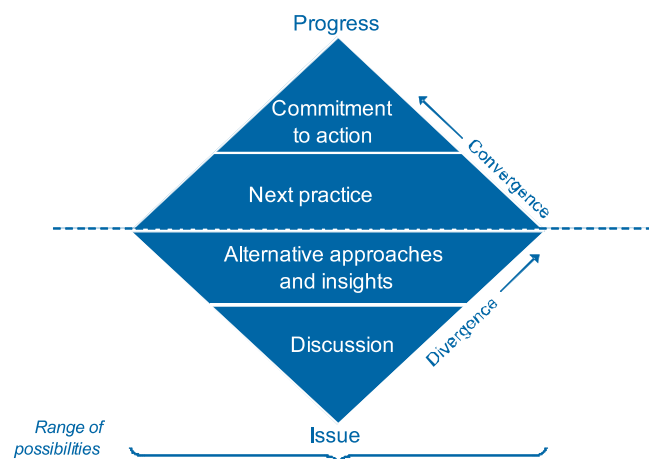 Progress
Commitment
to action
Convergence
Next practice
Alternative approaches
and insights
Divergence
Discussion
Issue
Range of
possibilities